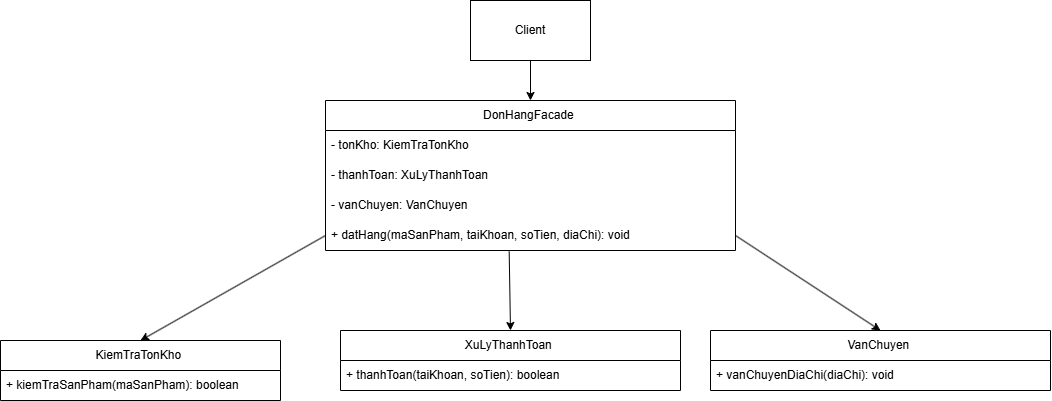 Client
DonHangFacade
- tonKho: KiemTraTonKho
- thanhToan: XuLyThanhToan
- vanChuyen: VanChuyen
+ datHang(maSanPham, taiKhoan, soTien, diaChi): void
KiemTraTonKho
+ kiemTraSanPham(maSanPham): boolean
XuLyThanhToan
+ thanhToan(taiKhoan, soTien): boolean
VanChuyen
+ vanChuyenDiaChi(diaChi): void